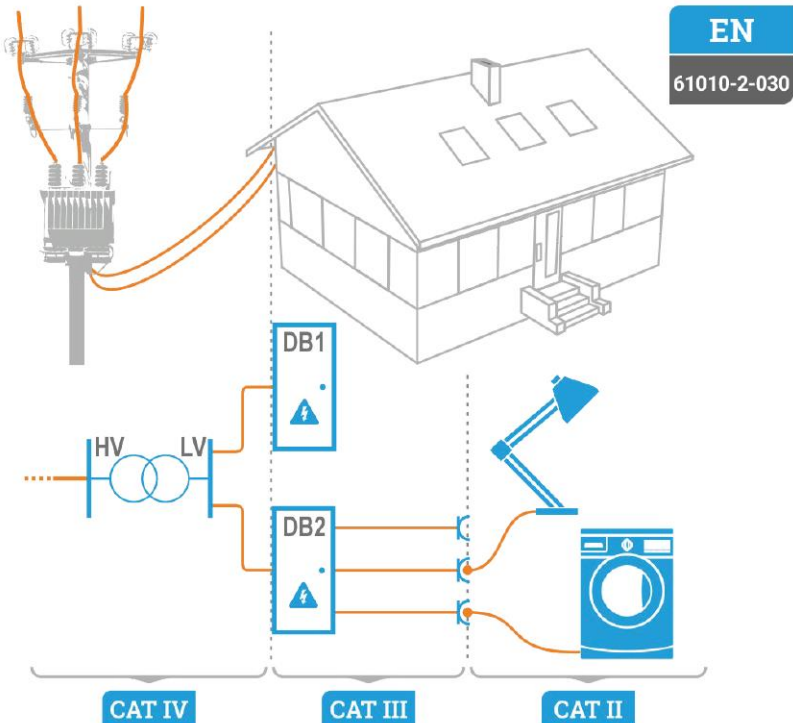 EN
61010-2-030
DB1
HV
LV
DB2
CAT IV
CAT III
CAT II